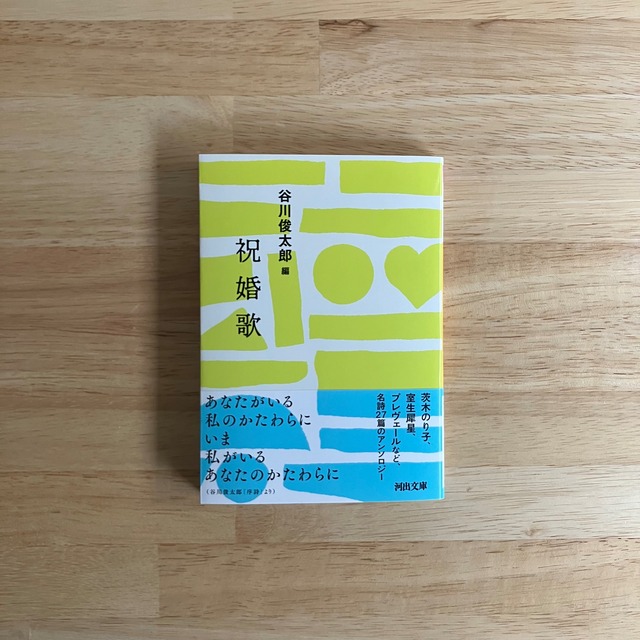 谷川俊太郎 編
祝婚歌
あなたがいる
私のかたわらに
いま
私がいる
あなたのかたわらに
(谷川俊太郎「序詩」より)
茨木のり子、
室生犀星、
プレヴェールなど、
名詩27篇のアンソロジー
河出文庫